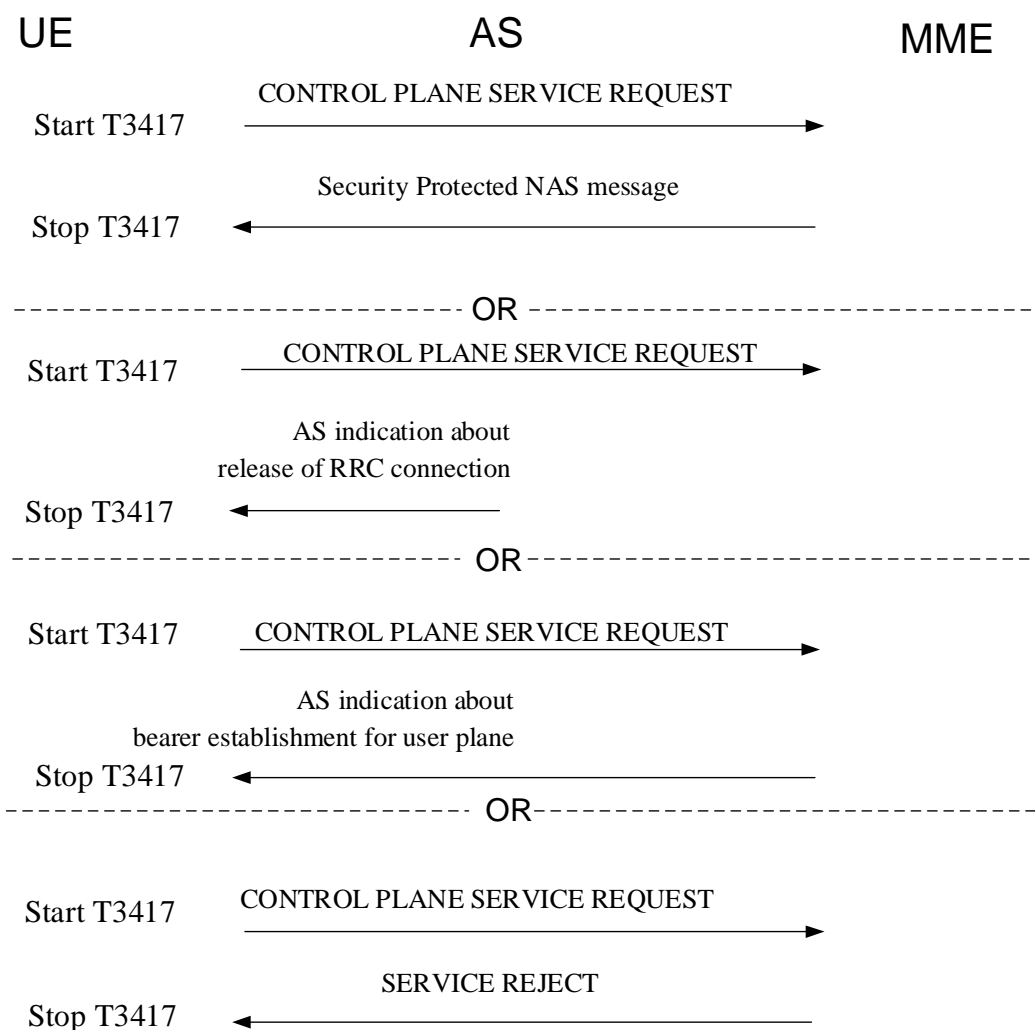 UE AS MME
CONTROL PLANE SERVICE REQUEST
Start T3417
Security Protected NAS message
Stop T3417
OR
CONTROL PLANE SERVICE REQUEST
Start T3417
AS indication about
release of RRC connection
Stop T3417
OR
Start T3417 CONTROL PLANE SERVICE REQUEST
AS indication about
bearer establishment for user plane
Stop T3417
OR
CONTROL PLANE SERVICE REQUEST
Start T3417
SERVICE REJECT
Stop T3417